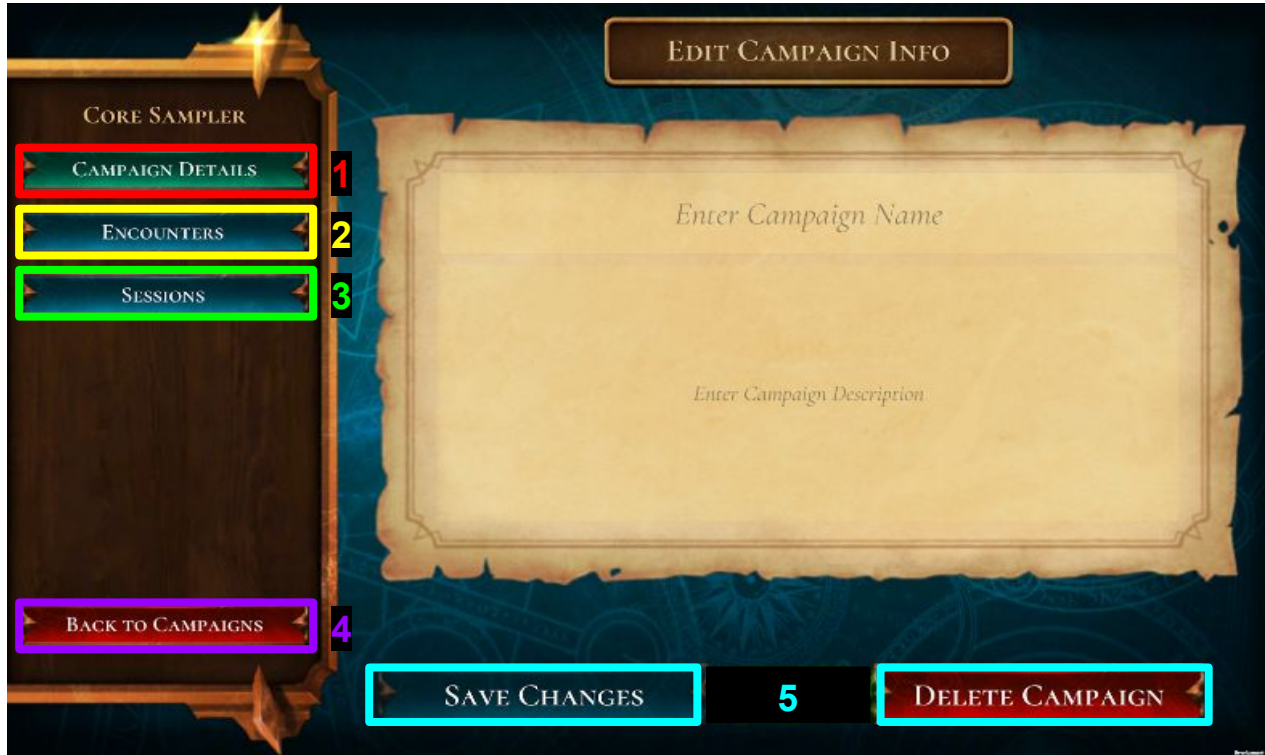 EDIT CAMPAIGN INFO
CORE SAMPLER
CAMPAIGN DETAILS
1
ENCOUNTERS
2
SESSIONS
3
BACK TO CAMPAIGNS
4
Enter Campaign Name
Enter Campaign Description
SAVE CHANGES
5
DELETE CAMPAIGN